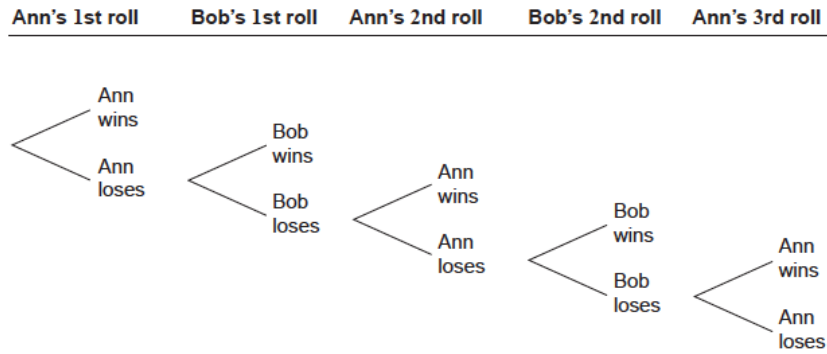 Ann’s 1st roll Bob’s 1st roll Ann’s 2nd roll Bob’s 2nd roll Ann’s 3rd roll
Ann
wins
Ann
loses
Bob
wins
Bob
loses
Ann
wins
Ann
loses
Bob
wins
Bob
loses
Ann
wins
Ann
loses